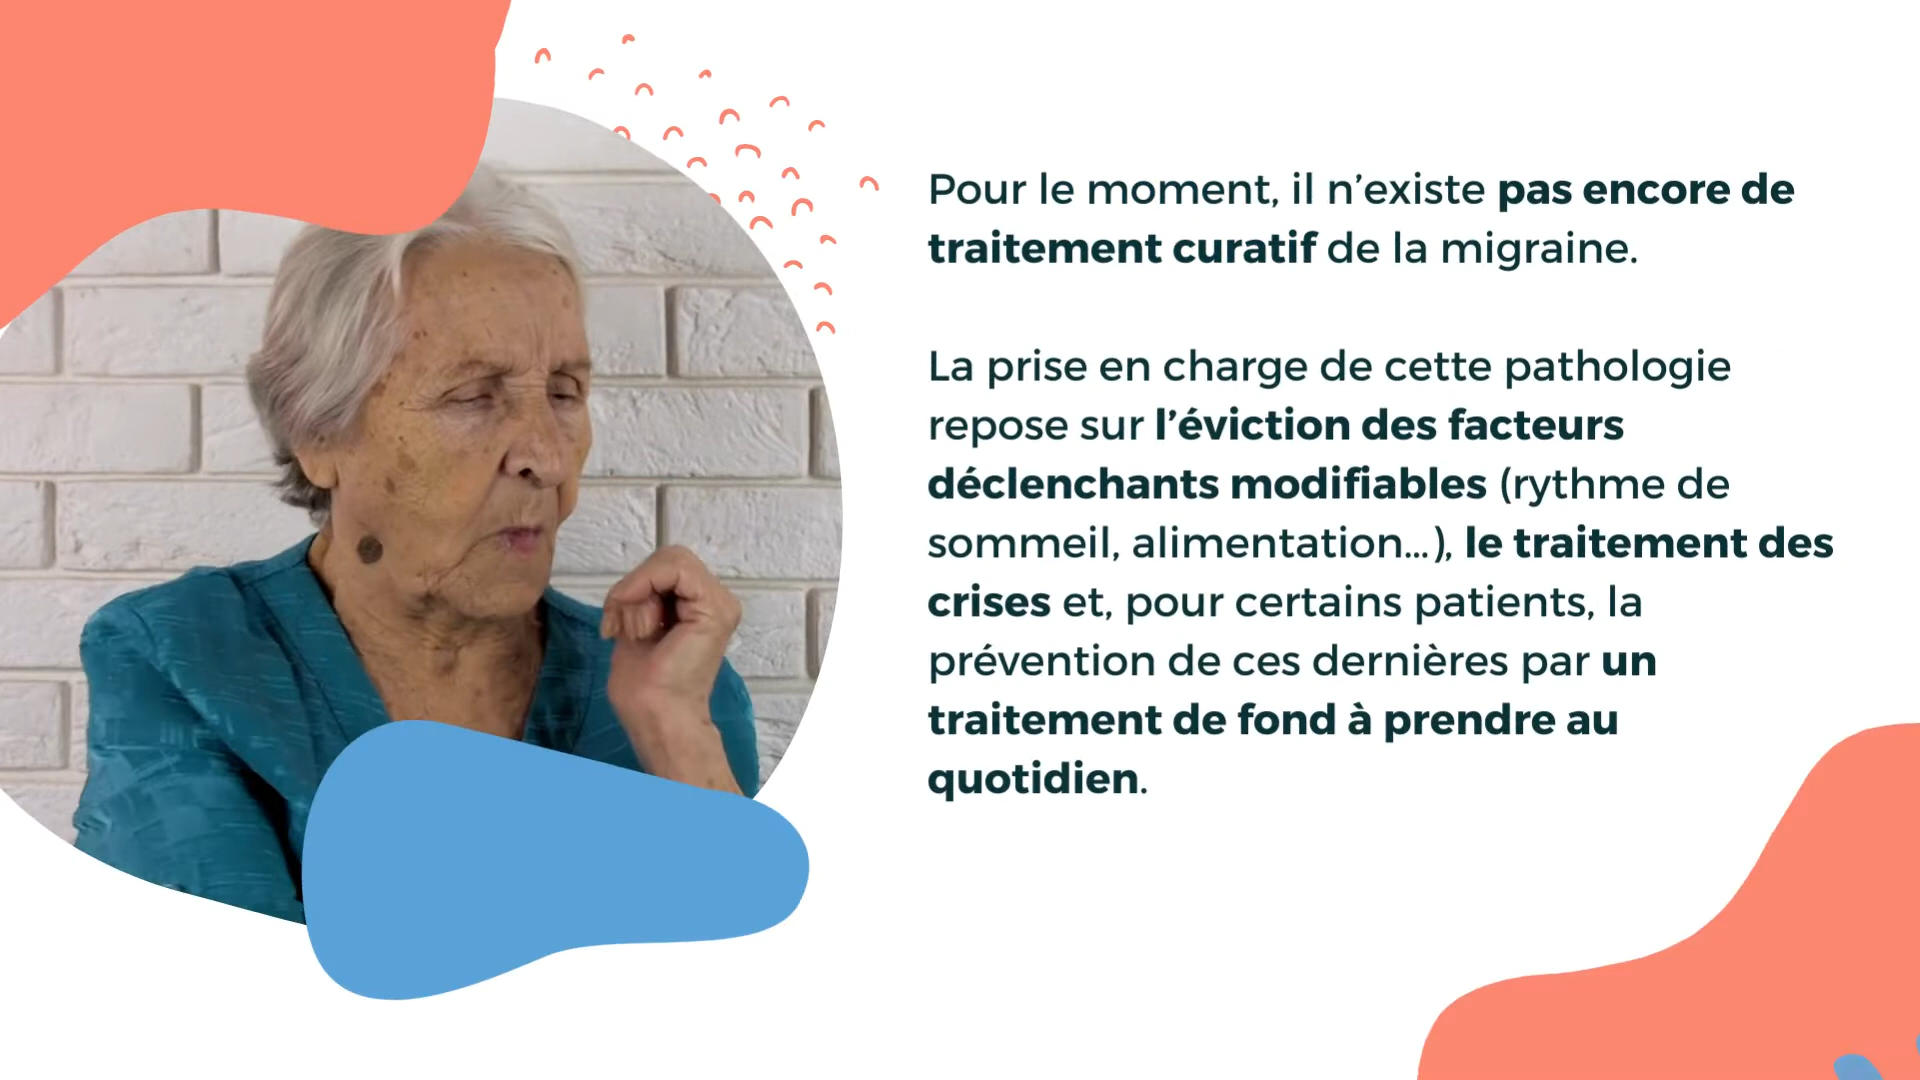 Pour le moment, il n’existe pas encore de
traitement curatif de la migraine.
La prise en charge de cette pathologie
repose sur l’éviction des facteurs
déclenchants modifiables (rythme de
sommeil, alimentation...), le traitement des
crises et, pour certains patients, la
prévention de ces dernières par un
traitement de fond à prendre au
quotidien.